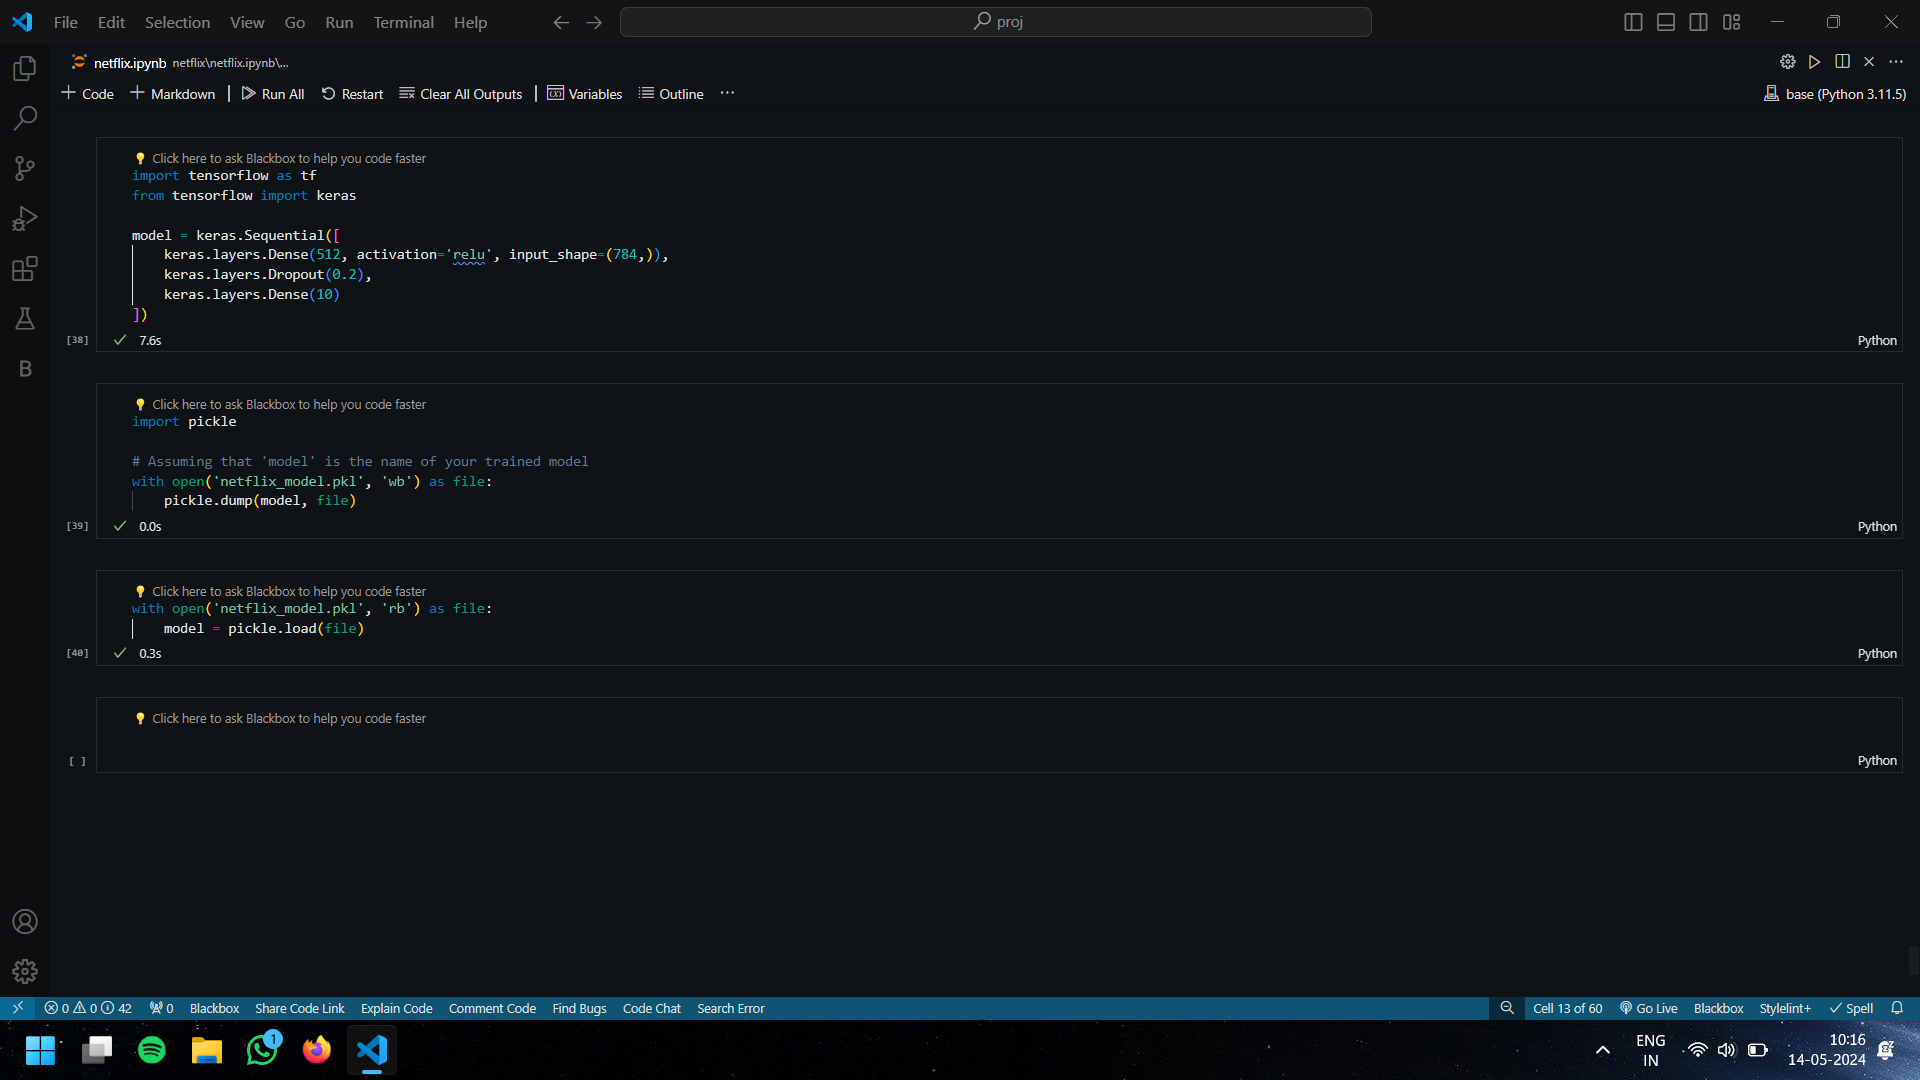 File Edit Selection View Go Run Terminal Help
proj
netflix.ipynb netflix\netflix.ipynb\...
Code Markdown Run All Restart Clear All Outputs Variables Outline ...
base (Python 3.11.5)
Click here to ask Blackbox to help you code faster
import tensorflow as tf
from tensorflow import keras
model = keras.Sequential([
keras.layers.Dense(512, activation='relu', input_shape=(784,)),
keras.layers.Dropout(0.2),
keras.layers.Dense(10)
])
[38] 7.6s Python
Click here to ask Blackbox to help you code faster
import pickle
# Assuming that 'model' is the name of your trained model
with open('netflix_model.pkl', 'wb') as file:
pickle.dump(model, file)
[39] 0.0s Python
Click here to ask Blackbox to help you code faster
with open('netflix_model.pkl', 'rb') as file:
model = pickle.load(file)
[40] 0.3s Python
Click here to ask Blackbox to help you code faster
[ ] Python
B
0 0 42 0 Blackbox Share Code Link Explain Code Comment Code Find Bugs Code Chat Search Error Cell 13 of 60 Go Live Blackbox Stylelint+ Spell
1
ENG
IN
10:16
14-05-2024